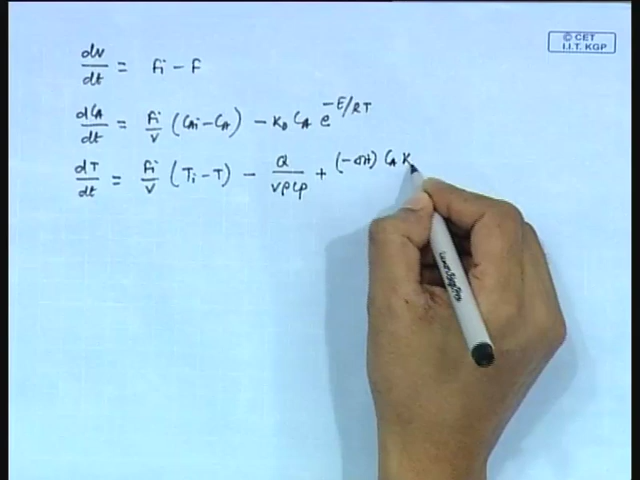 © CET
I.I.T. KGP
dV/dt = Fi - F
dCA/dt = Fi/V (CAi - CA) - K0 CA e^-E/RT
dT/dt = Fi/V (Ti - T) - Q/VρCp + (-ΔH) CA K